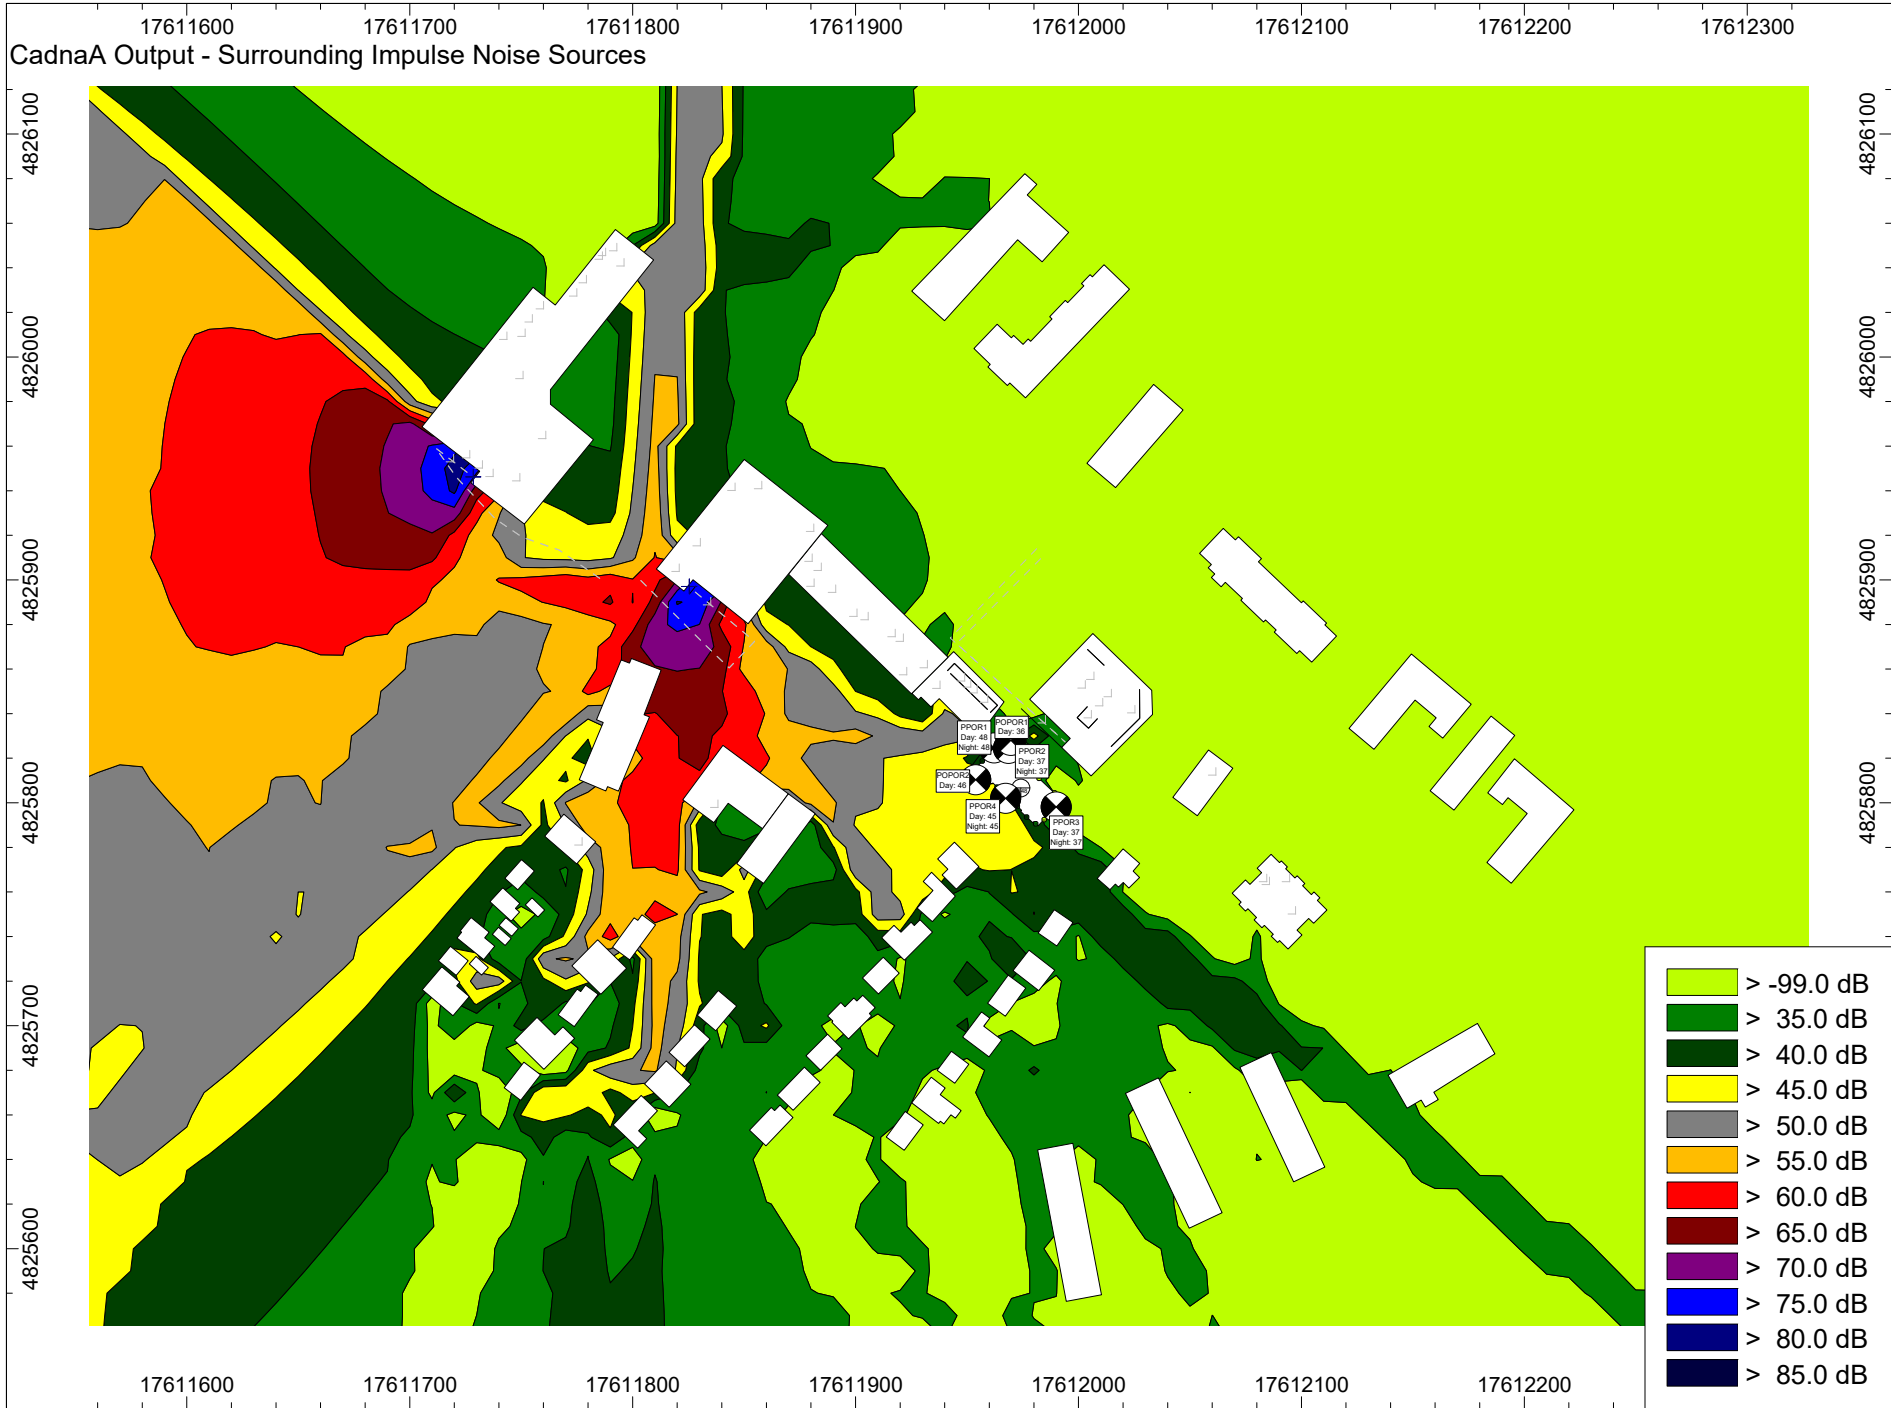 17611600 17611700 17611800 17611900 17612000 17612100 17612200 17612300
CadnaA Output - Surrounding Impulse Noise Sources
4826100
4826000
4825900
4825800
4825700
4825600
4826100
4826000
4825900
4825800
PPOR1
Day: 48
Night: 48
POPOR1
Day: 36
PPOR2
Day: 37
Night: 37
POPOR2
Day: 46
PPOR4
Day: 45
Night: 45
PPOR3
Day: 37
Night: 37
> -99.0 dB
> 35.0 dB
> 40.0 dB
> 45.0 dB
> 50.0 dB
> 55.0 dB
> 60.0 dB
> 65.0 dB
> 70.0 dB
> 75.0 dB
> 80.0 dB
> 85.0 dB
17611600 17611700 17611800 17611900 17612000 17612100 17612200